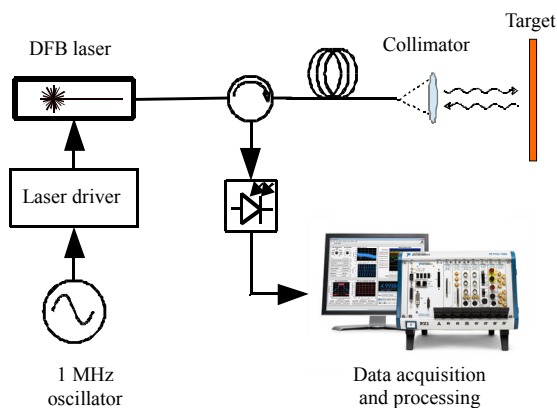 Target
DFB laser
Collimator
Laser driver
1 MHz
oscillator
Data acquisition
and processing